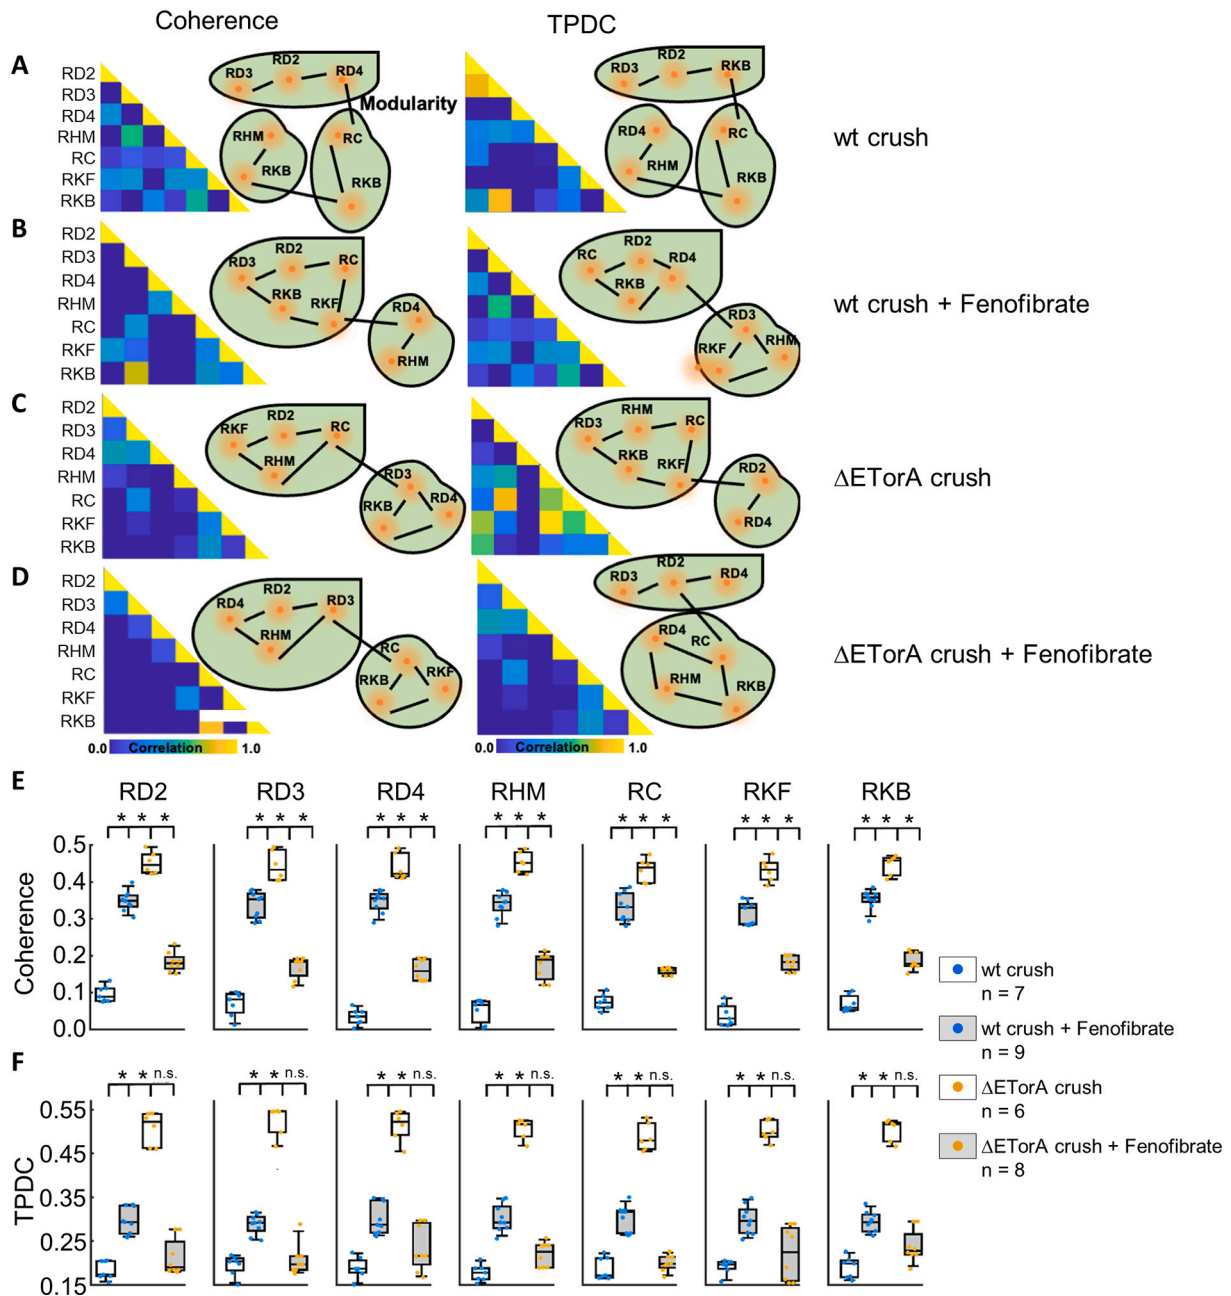 Coherence
TPDC
A
RD2
RD3
RD4
RHM
RC
RKF
RKB
RD3
RD2
RD4
Modularity
RHM
RKB
RC
RKB
RD3
RD2
RKB
RD4
RHM
RC
RKB
wt crush
B
RD2
RD3
RD4
RHM
RC
RKF
RKB
RD3
RD2
RC
RKB
RKF
RD4
RHM
RC
RD2
RD4
RKB
RD3
RKF
RHM
wt crush + Fenofibrate
C
RD2
RD3
RD4
RHM
RC
RKF
RKB
RKF
RD2
RC
RHM
RD3
RKB
RD4
RD3
RHM
RC
RKB
RKF
RD2
RD4
ΔETorA crush
D
RD2
RD3
RD4
RHM
RC
RKF
RKB
RD4
RD2
RD3
RHM
RC
RKB
RKF
RD3
RD2
RD4
RD4
RC
RHM
RKB
ΔETorA crush + Fenofibrate
0.0 Correlation 1.0
0.0 Correlation 1.0
E
RD2 RD3 RD4 RHM RC RKF RKB
* * * * * * * * * * * * * * * * * * * * *
Coherence
0.5
0.4
0.3
0.2
0.1
0.0
F
* * n.s. * * n.s. * * n.s. * * n.s. * * n.s. * * n.s. * * n.s.
TPDC
0.55
0.45
0.35
0.25
0.15
wt crush
n = 7
wt crush + Fenofibrate
n = 9
ΔETorA crush
n = 6
ΔETorA crush + Fenofibrate
n = 8